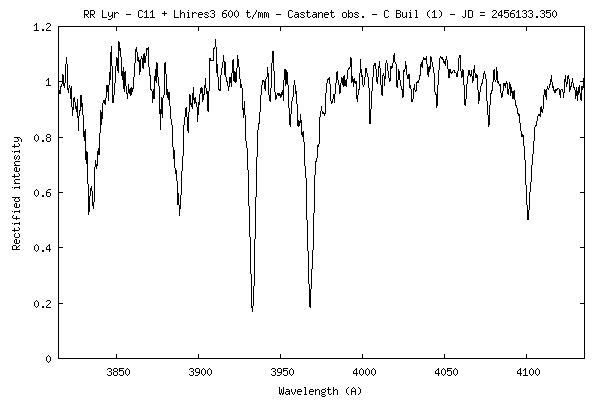 RR Lyr - C11 + Lhires3 600 t/mm - Castanet obs. - C Buil (1) - JD = 2456133.350
1.2
1
0.8
0.6
0.4
0.2
0
Rectified intensity
3850 3900 3950 4000 4050 4100
Wavelength (A)